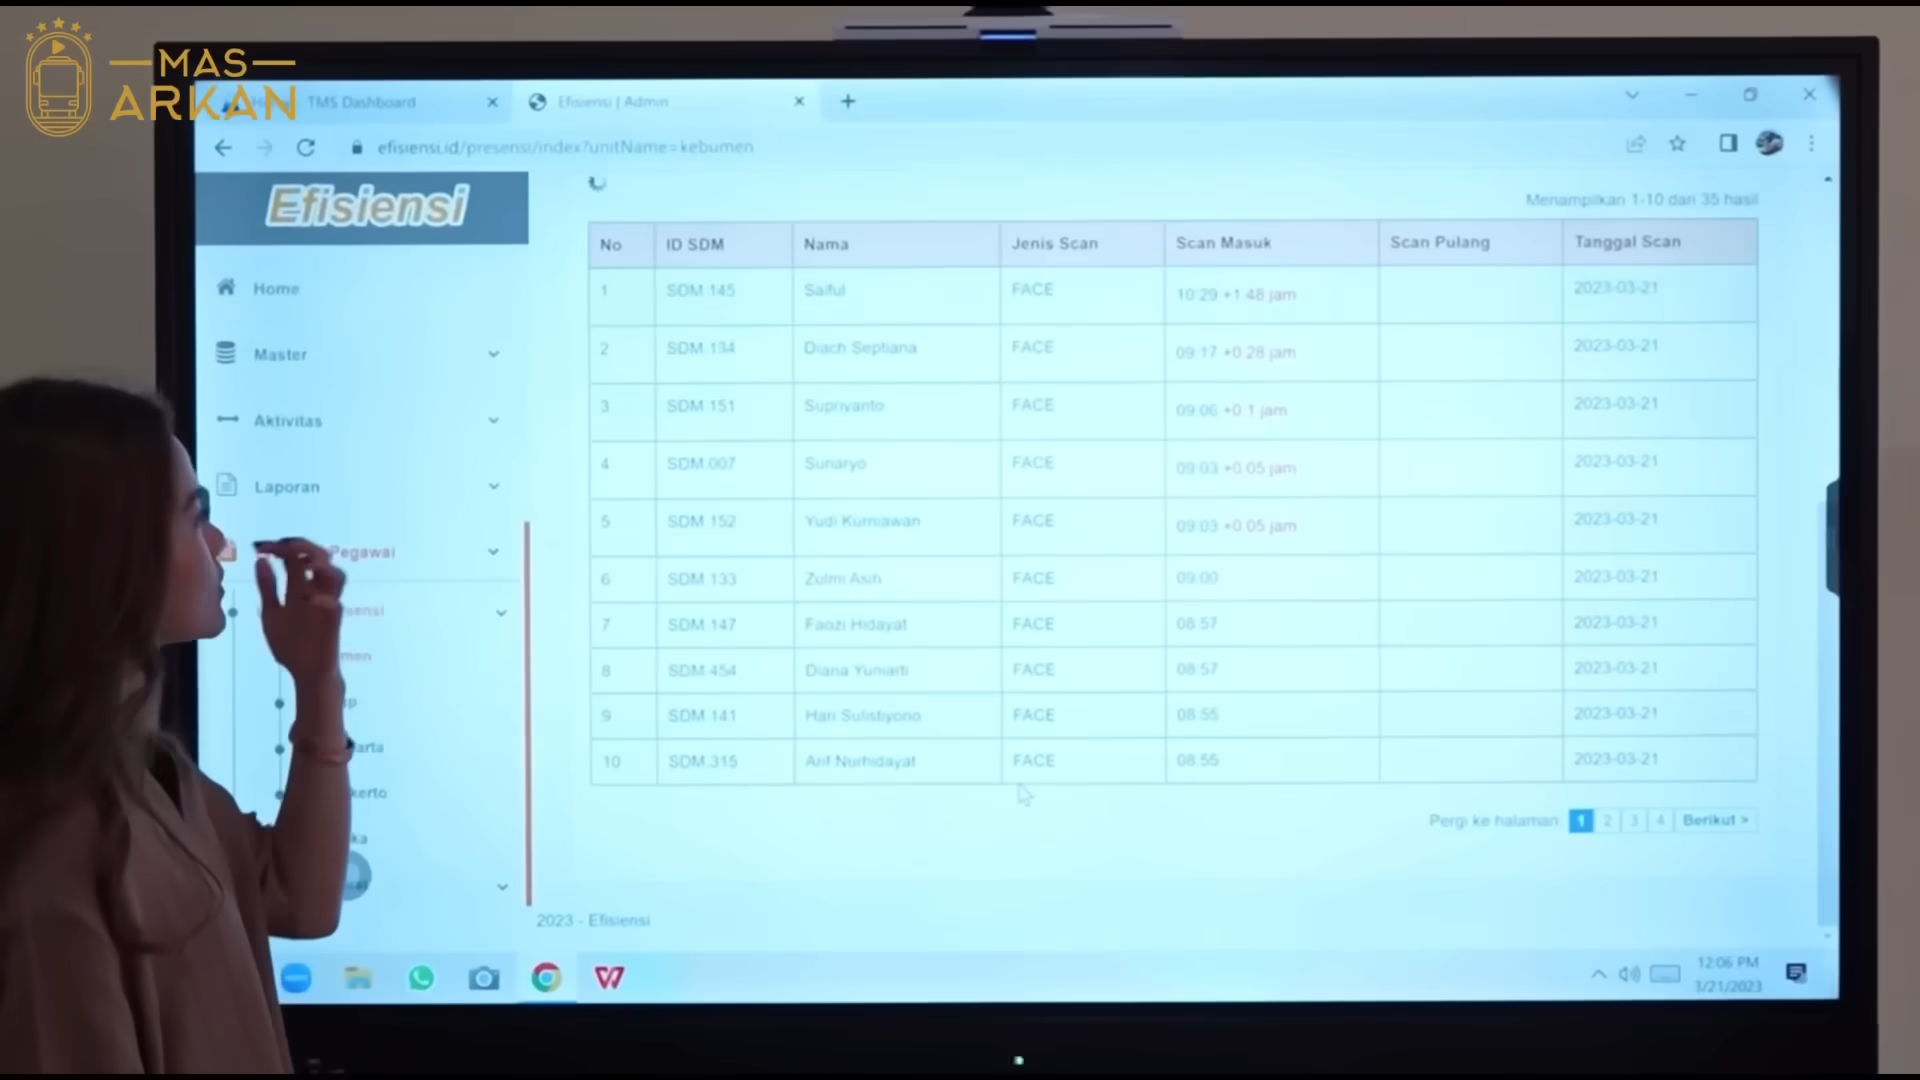 MAS
ARKAN
TMS Dashboard
Efisiensi | Admin
efisiensi.id/presensi/index?unitName=kebumen
Efisiensi
Menampilkan 1-10 dari 35 hasil
No ID SDM Nama Jenis Scan Scan Masuk Scan Pulang Tanggal Scan
1 SDM.145 Saiful FACE 10:29 +1.48 jam 2023-03-21
2 SDM.134 Diach Septiana FACE 09:17 +0.28 jam 2023-03-21
3 SDM.151 Supriyanto FACE 09:06 +0.1 jam 2023-03-21
4 SDM.007 Sunaryo FACE 09:03 +0.05 jam 2023-03-21
5 SDM.152 Yudi Kurniawan FACE 09:03 +0.05 jam 2023-03-21
6 SDM.133 Zulmi Asih FACE 09:00 2023-03-21
7 SDM.147 Faozi Hidayat FACE 08:57 2023-03-21
8 SDM.454 Diana Yuniarti FACE 08:57 2023-03-21
9 SDM.141 Hari Sulistiyono FACE 08:55 2023-03-21
10 SDM.315 Arif Nurhidayat FACE 08:55 2023-03-21
Home
Master
Aktivitas
Laporan
Pegawai
Pergi ke halaman 1 2 3 4 Berikut >
2023 - Efisiensi
12:06 PM
3/21/2023